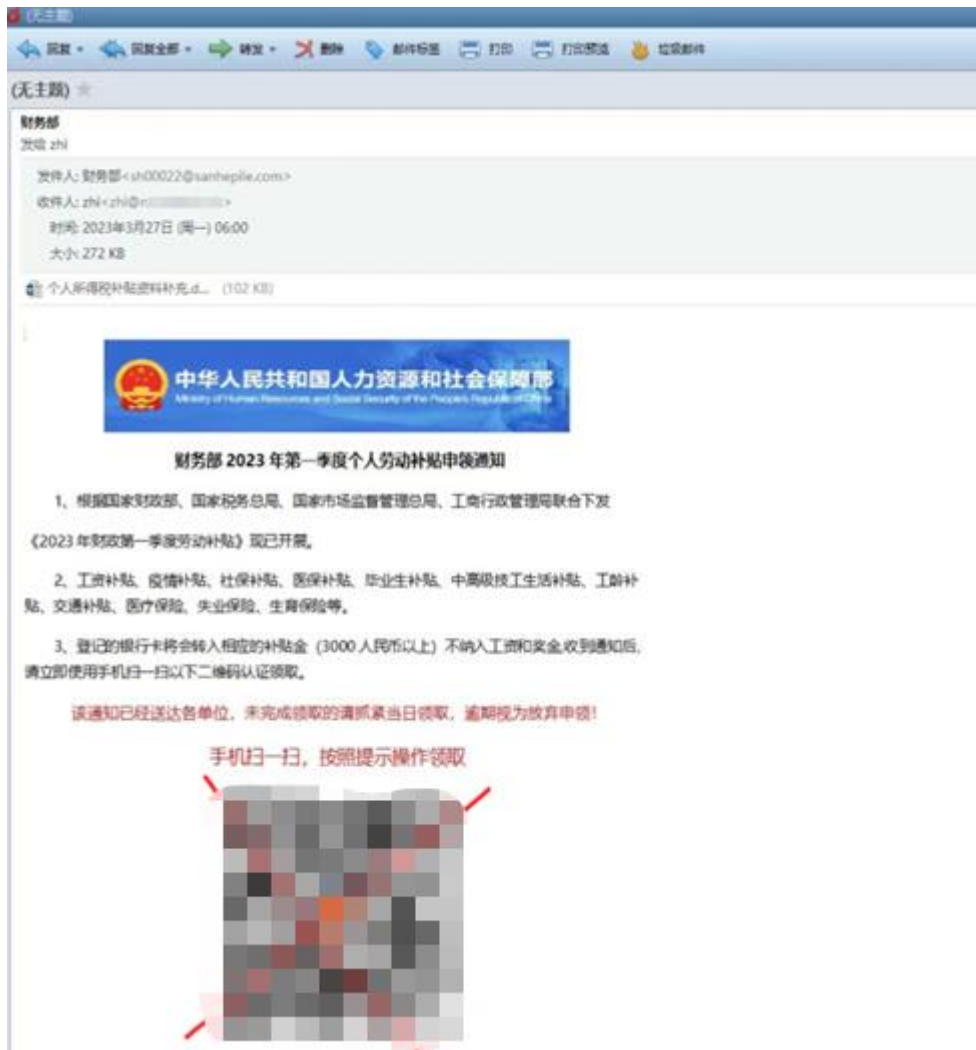 (无主题)
回复 回复全部 转发 删除 邮件标签 打印 打印预览 垃圾邮件
(无主题)
财务部
发给 zhi
发件人: 财务部<sh00022@sanhepile.com>
收件人: zhi<zhi@
时间: 2023年3月27日 (周一) 06:00
大小: 272 KB
个人所得税补贴资料补充.d... (102 KB)
中华人民共和国人力资源和社会保障部
Ministry of Human Resources and Social Security of the People's Republic of China
财务部 2023 年第一季度个人劳动补贴申领通知
1、根据国家财政部、国家税务总局、国家市场监督管理总局、工商行政管理局联合下发
《2023 年财政第一季度劳动补贴》现已开展。
2、工资补贴、疫情补贴、社保补贴、医保补贴、毕业生补贴、中高级技工生活补贴、工龄补
贴、交通补贴、医疗保险、失业保险、生育保险等。
3、登记的银行卡将会转入相应的补贴金（3000 人民币以上）不纳入工资和奖金,收到通知后,
请立即使用手机扫一扫以下二维码认证领取。
该通知已经送达各单位，未完成领取的请抓紧当日领取，逾期视为放弃申领!
手机扫一扫，按照提示操作领取